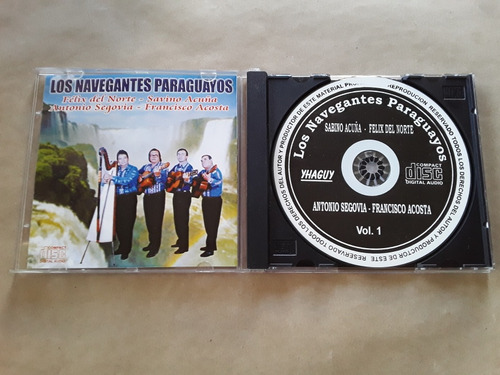 LOS NAVEGANTES PARAGUAYOS
Felix del Norte - Savino Acuña
Antonio Segovia - Francisco Acosta
Los Navegantes Paraguayos
SABINO ACUÑA - FELIX DEL NORTE
YHAGUY
COMPACT
disc
DIGITAL AUDIO
ANTONIO SEGOVIA - FRANCISCO ACOSTA
Vol. 1
RESERVADO TODOS LOS DERECHOS DEL AUTOR Y PRODUCTOR DE ESTE MATERIAL